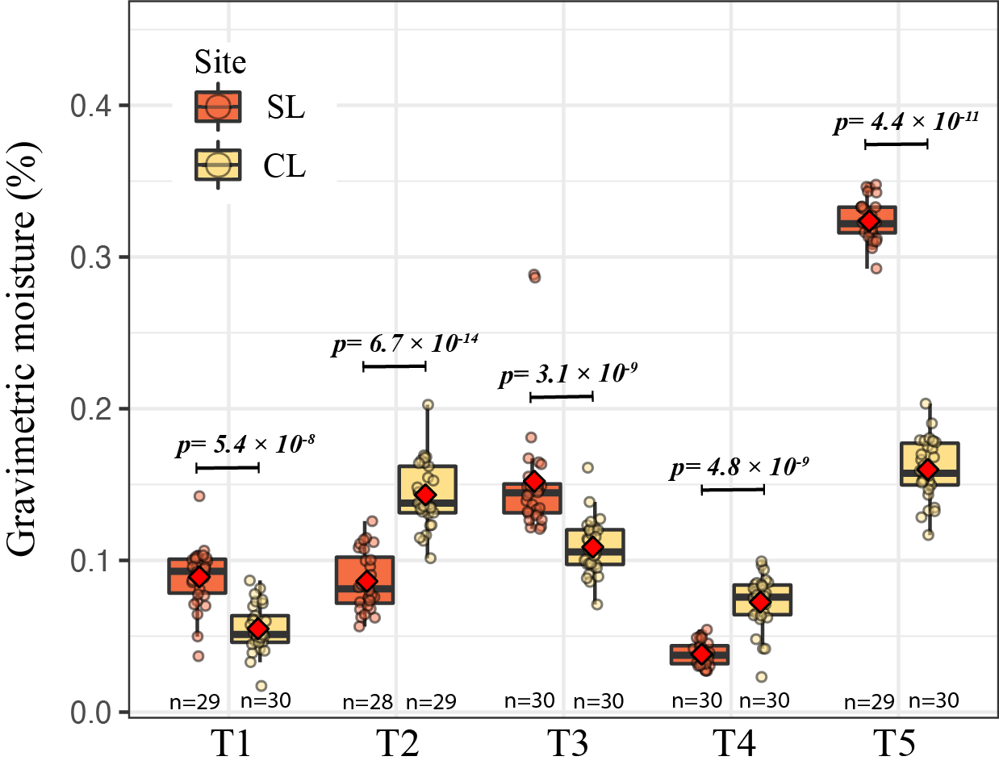 Site
SL
CL
Gravimetric moisture (%)
0.4
0.3
0.2
0.1
0.0
p= 4.4 × 10⁻¹¹
p= 6.7 × 10⁻¹⁴
p= 3.1 × 10⁻⁹
p= 5.4 × 10⁻⁸
p= 4.8 × 10⁻⁹
n=29 n=30 n=28 n=29 n=30 n=30 n=30 n=30 n=29 n=30
T1 T2 T3 T4 T5